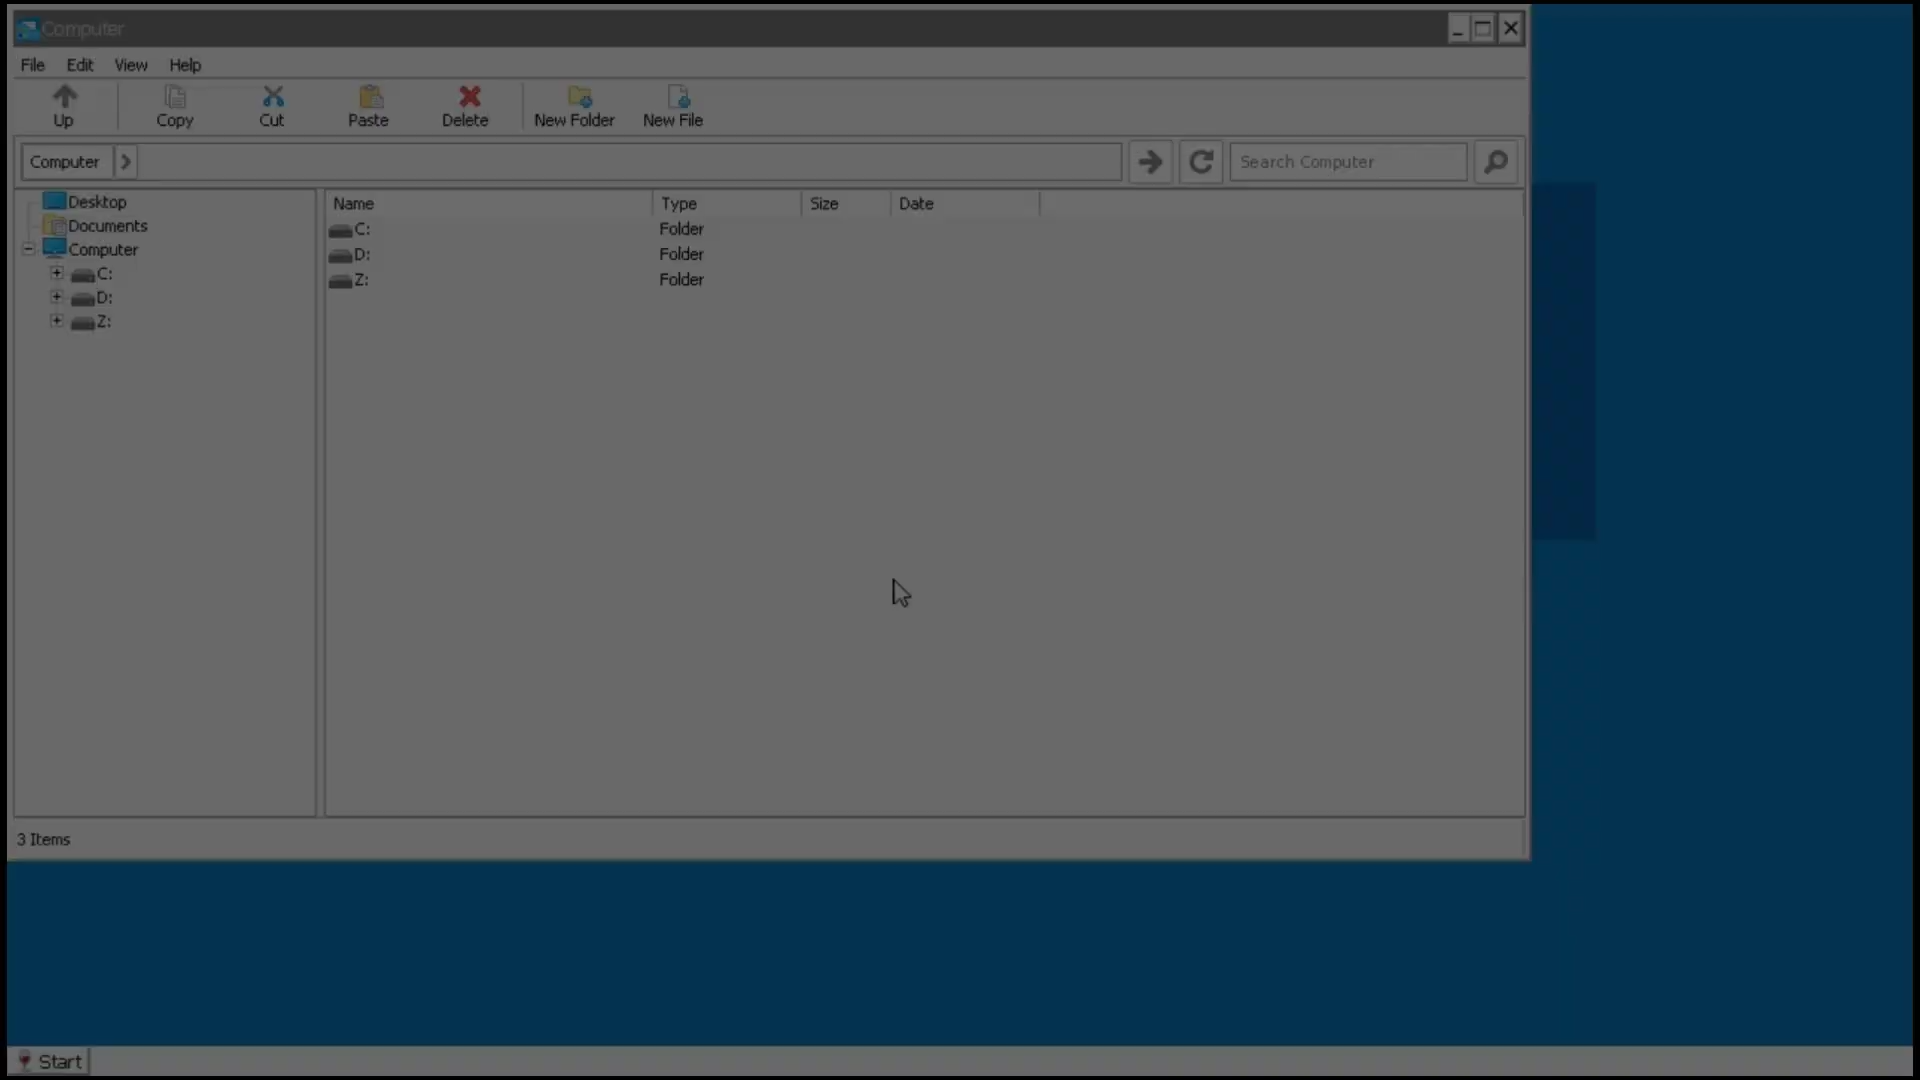 Computer
File Edit View Help
Up Copy Cut Paste Delete New Folder New File
Computer Search Computer
Desktop
Documents
Computer
C:
D:
Z:
Name Type Size Date
C: Folder
D: Folder
Z: Folder
3 Items
Start